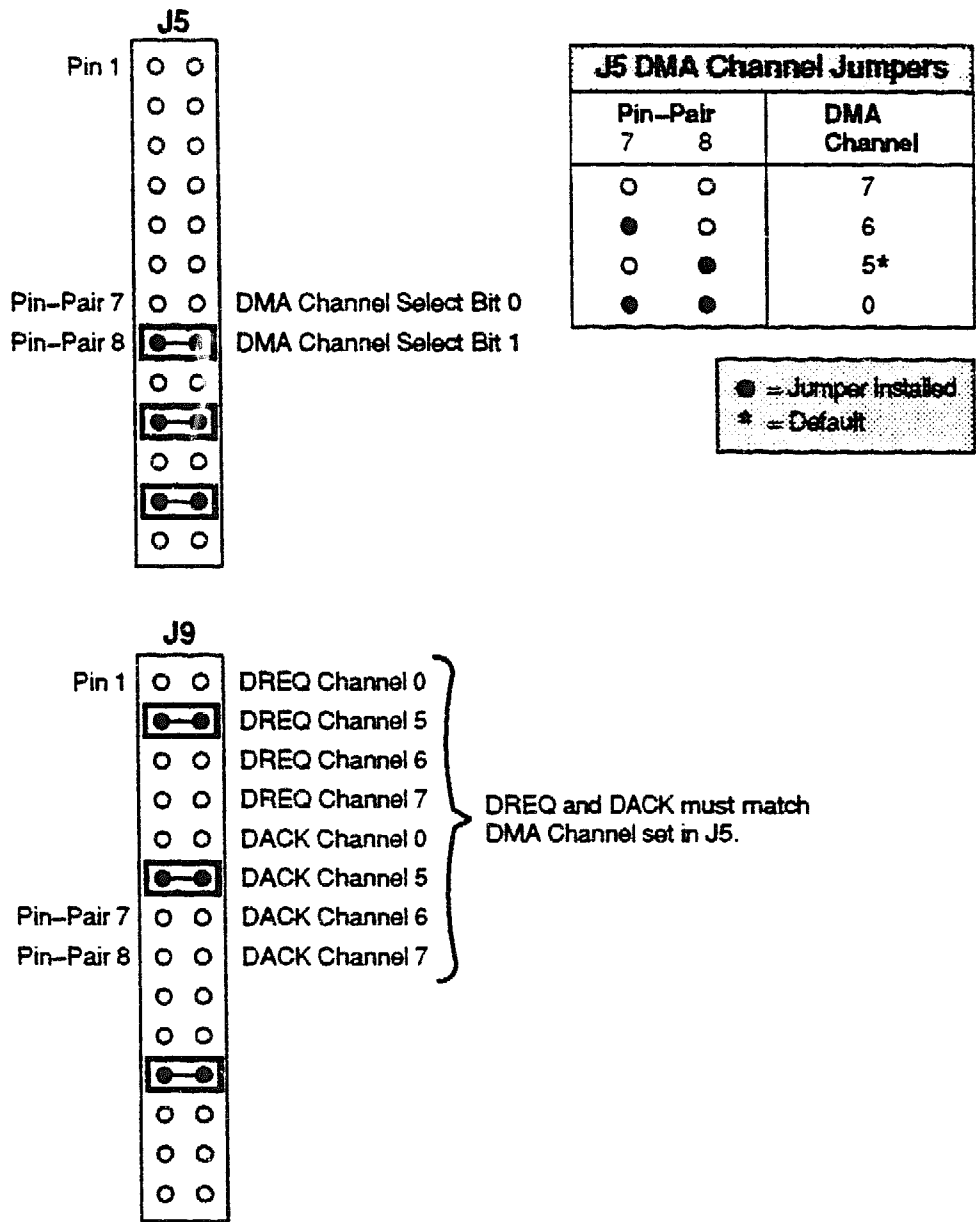 J5
Pin 1
Pin–Pair 7 DMA Channel Select Bit 0
Pin–Pair 8 DMA Channel Select Bit 1
J5 DMA Channel Jumpers
Pin–Pair DMA
7 8 Channel
7
6
5*
0
= Jumper Installed
* = Default
J9
Pin 1 DREQ Channel 0
DREQ Channel 5
DREQ Channel 6
DREQ Channel 7
DACK Channel 0
DACK Channel 5
Pin–Pair 7 DACK Channel 6
Pin–Pair 8 DACK Channel 7
DREQ and DACK must match
DMA Channel set in J5.